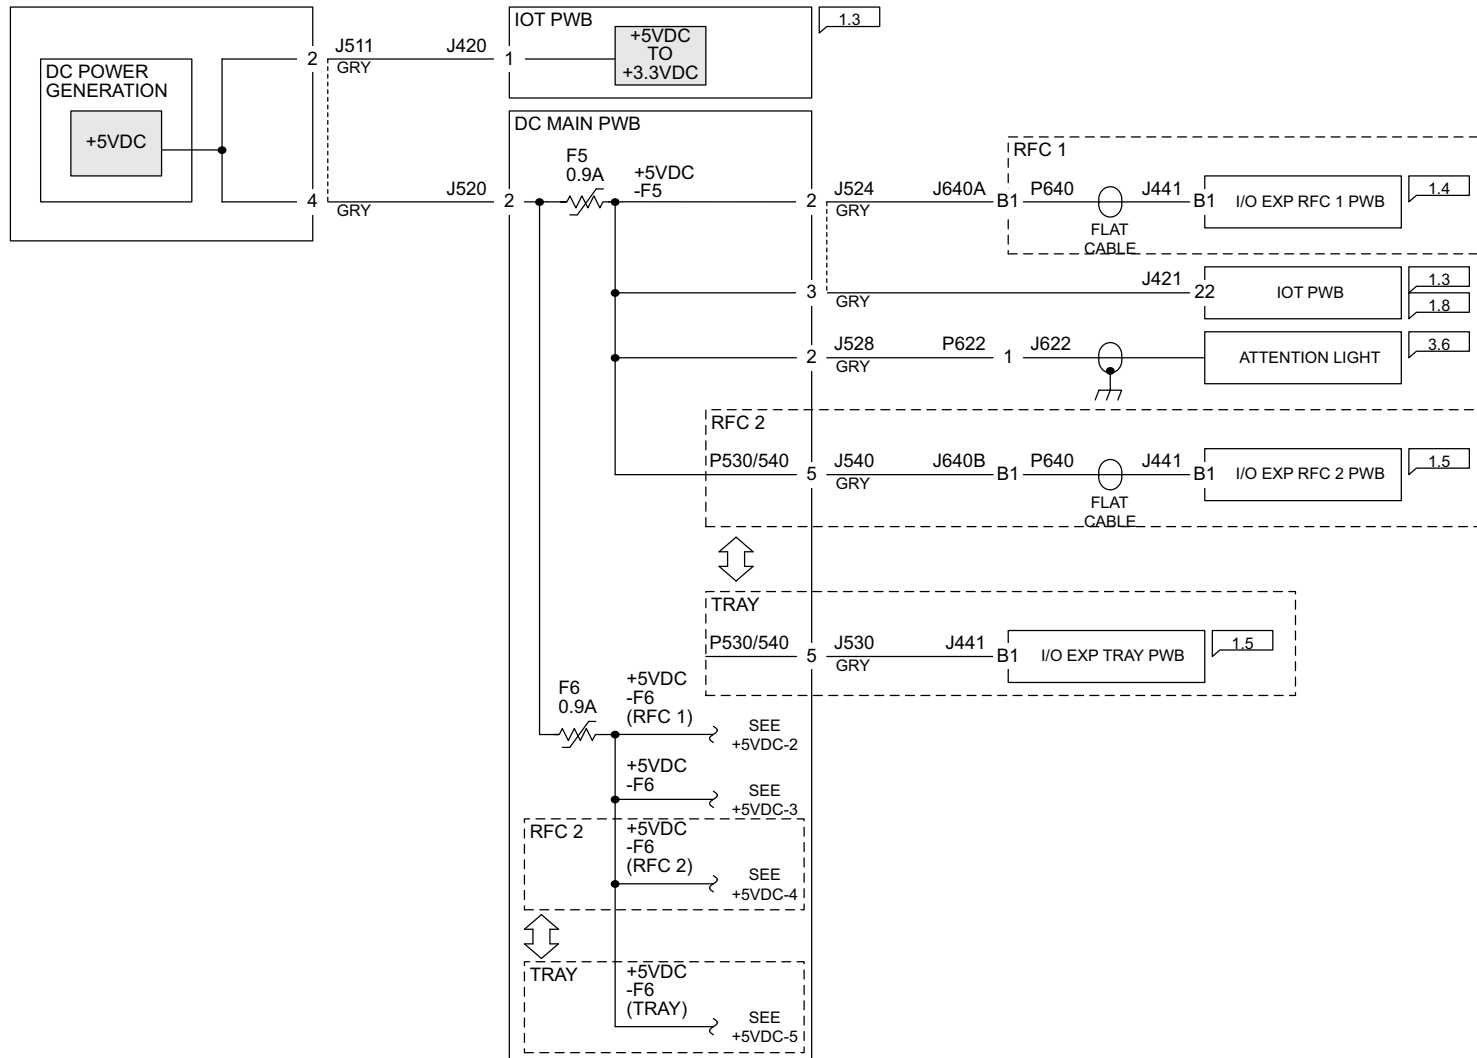 IOT PWB
1.3
+5VDC
TO
+3.3VDC
2
J511
J420
1
GRY
DC POWER
GENERATION
+5VDC
4
J520
2
GRY
DC MAIN PWB
F5
0.9A
+5VDC
-F5
2
J524
GRY
J640A
B1
P640
FLAT
CABLE
J441
B1
RFC 1
I/O EXP RFC 1 PWB
1.4
3
GRY
J421
22
IOT PWB
1.3
1.8
2
J528
GRY
P622
1
J622
ATTENTION LIGHT
3.6
RFC 2
P530/540
5
J540
GRY
J640B
B1
P640
FLAT
CABLE
J441
B1
I/O EXP RFC 2 PWB
1.5
TRAY
P530/540
5
J530
GRY
J441
B1
I/O EXP TRAY PWB
1.5
F6
0.9A
+5VDC
-F6
(RFC 1)
SEE
+5VDC-2
+5VDC
-F6
SEE
+5VDC-3
RFC 2
+5VDC
-F6
(RFC 2)
SEE
+5VDC-4
TRAY
+5VDC
-F6
(TRAY)
SEE
+5VDC-5